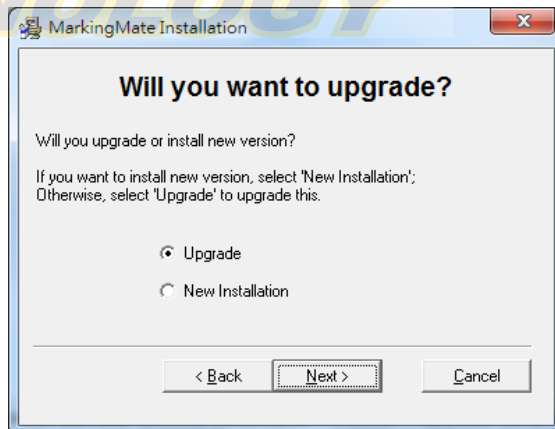 MarkingMate Installation
Will you want to upgrade?
Will you upgrade or install new version?
If you want to install new version, select 'New Installation';
Otherwise, select 'Upgrade' to upgrade this.
Upgrade
New Installation
< Back
Next >
Cancel